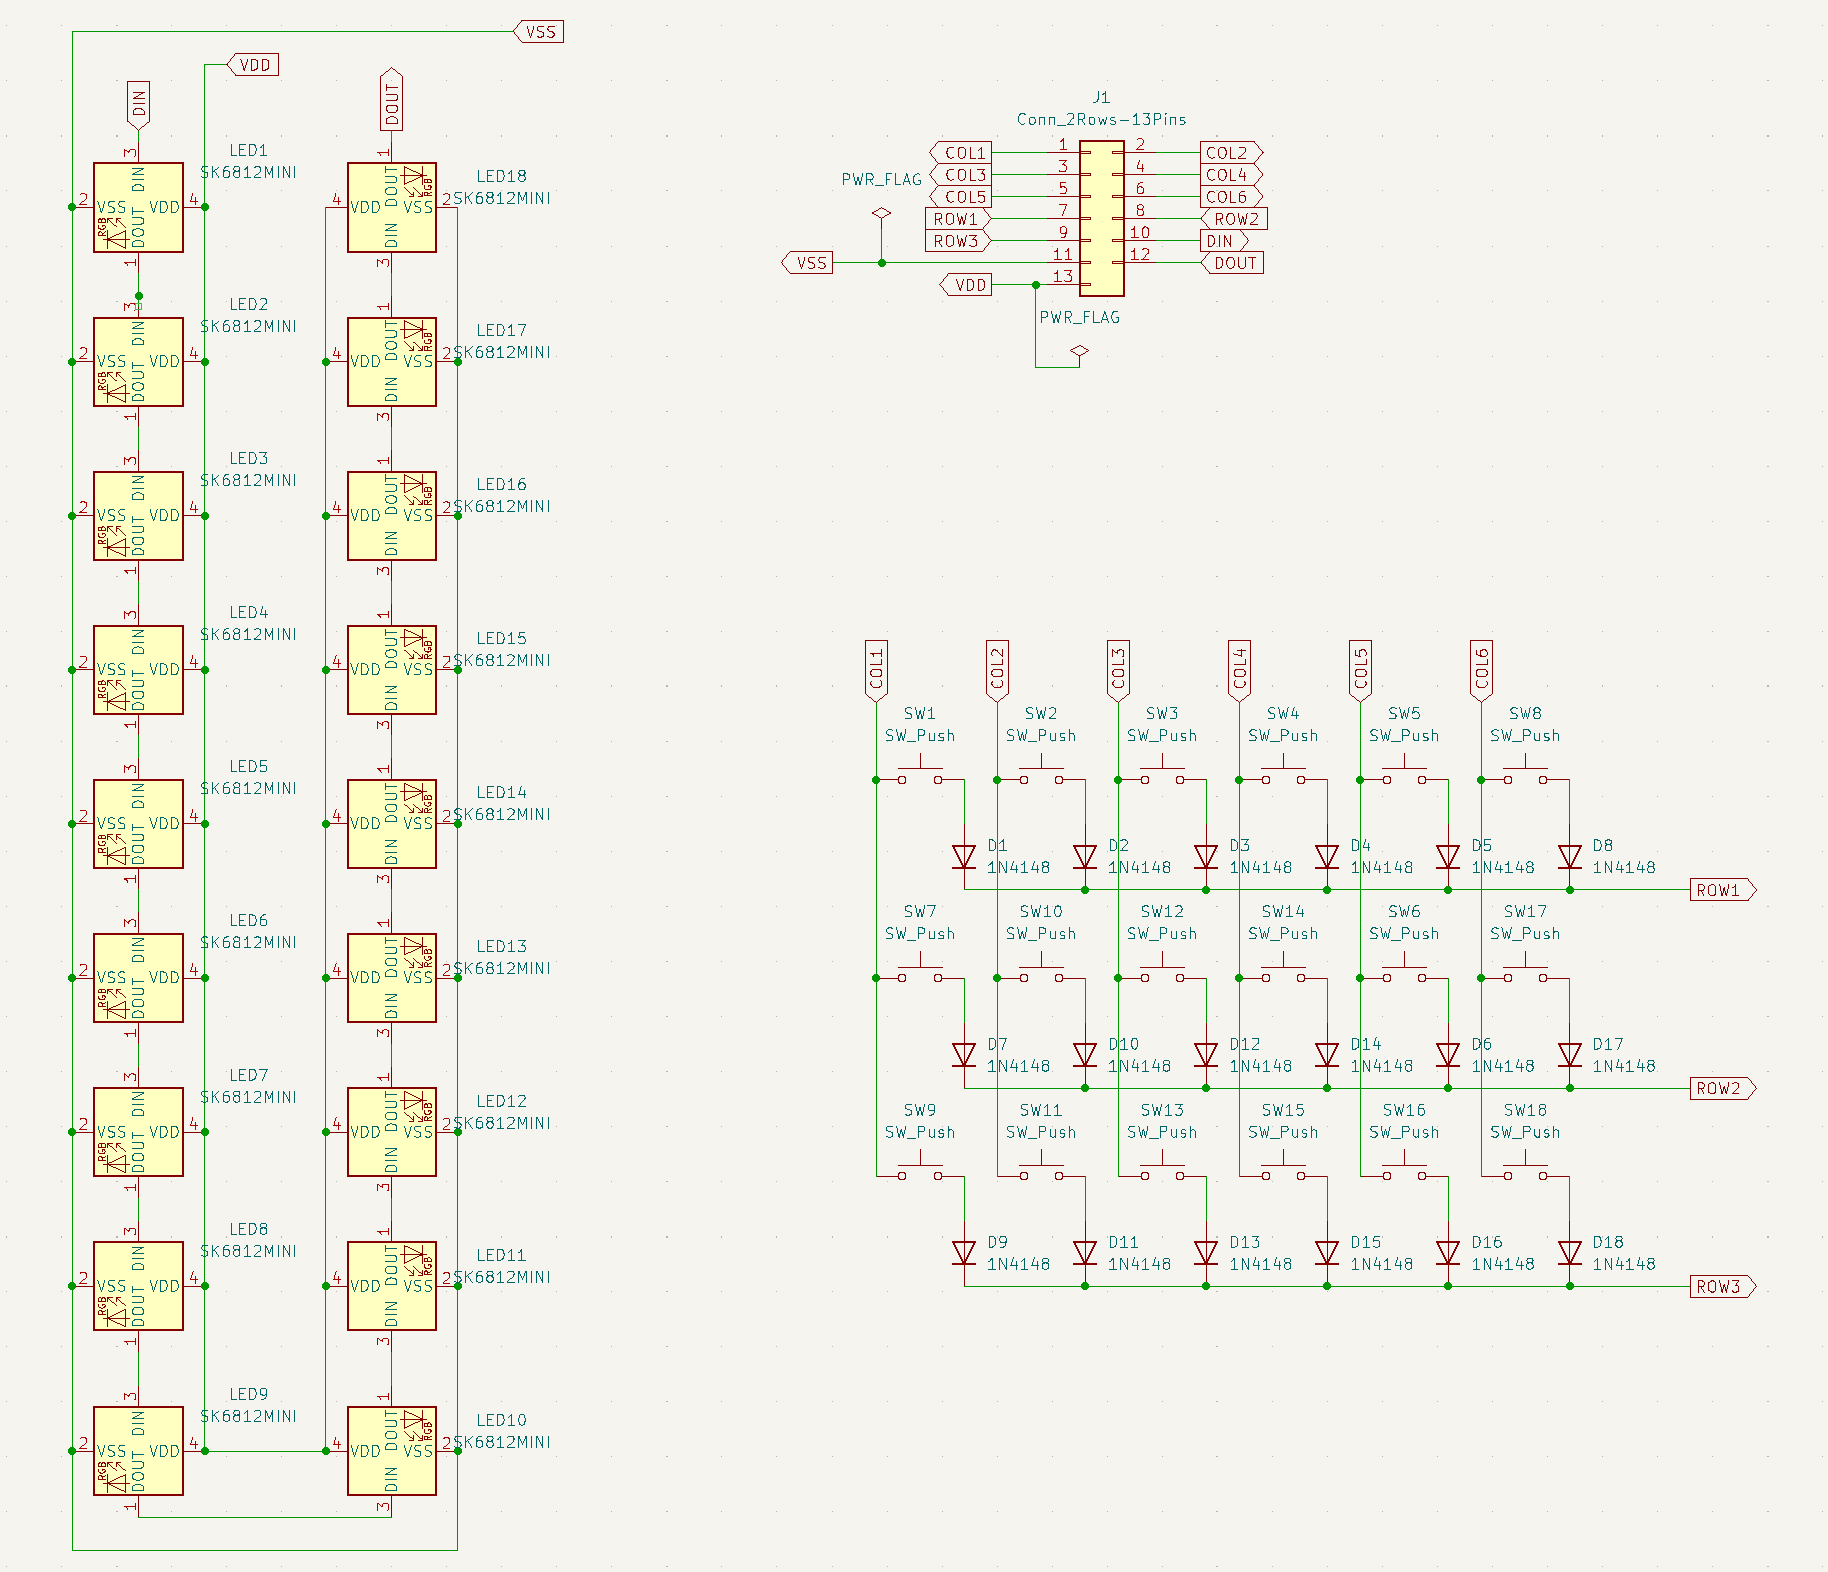 VSS
VDD
DIN
DOUT
LED1
SK6812MINI
3
DIN
2
VSS
VDD
4
RGB
DOUT
1
LED2
SK6812MINI
3
DIN
2
VSS
VDD
4
RGB
DOUT
1
LED3
SK6812MINI
3
DIN
2
VSS
VDD
4
RGB
DOUT
1
LED4
SK6812MINI
3
DIN
2
VSS
VDD
4
RGB
DOUT
1
LED5
SK6812MINI
3
DIN
2
VSS
VDD
4
RGB
DOUT
1
LED6
SK6812MINI
3
DIN
2
VSS
VDD
4
RGB
DOUT
1
LED7
SK6812MINI
3
DIN
2
VSS
VDD
4
RGB
DOUT
1
LED8
SK6812MINI
3
DIN
2
VSS
VDD
4
RGB
DOUT
1
LED9
SK6812MINI
3
DIN
2
VSS
VDD
4
RGB
DOUT
1
LED18
SK6812MINI
1
DOUT
RGB
4
VDD
VSS
2
DIN
3
LED17
SK6812MINI
1
DOUT
RGB
4
VDD
VSS
2
DIN
3
LED16
SK6812MINI
1
DOUT
RGB
4
VDD
VSS
2
DIN
3
LED15
SK6812MINI
1
DOUT
RGB
4
VDD
VSS
2
DIN
3
LED14
SK6812MINI
1
DOUT
RGB
4
VDD
VSS
2
DIN
3
LED13
SK6812MINI
1
DOUT
RGB
4
VDD
VSS
2
DIN
3
LED12
SK6812MINI
1
DOUT
RGB
4
VDD
VSS
2
DIN
3
LED11
SK6812MINI
1
DOUT
RGB
4
VDD
VSS
2
DIN
3
LED10
SK6812MINI
1
DOUT
RGB
4
VDD
VSS
2
DIN
3
J1
Conn_2Rows-13Pins
COL1 1 2 COL2
COL3 3 4 COL4
PWR_FLAG
COL5 5 6 COL6
ROW1 7 8 ROW2
ROW3 9 10 DIN
VSS 11 12 DOUT
VDD 13
PWR_FLAG
COL1 COL2 COL3 COL4 COL5 COL6
SW1 SW2 SW3 SW4 SW5 SW8
SW_Push SW_Push SW_Push SW_Push SW_Push SW_Push
D1 D2 D3 D4 D5 D8
1N4148 1N4148 1N4148 1N4148 1N4148 1N4148
ROW1
SW7 SW10 SW12 SW14 SW6 SW17
SW_Push SW_Push SW_Push SW_Push SW_Push SW_Push
D7 D10 D12 D14 D6 D17
1N4148 1N4148 1N4148 1N4148 1N4148 1N4148
ROW2
SW9 SW11 SW13 SW15 SW16 SW18
SW_Push SW_Push SW_Push SW_Push SW_Push SW_Push
D9 D11 D13 D15 D16 D18
1N4148 1N4148 1N4148 1N4148 1N4148 1N4148
ROW3